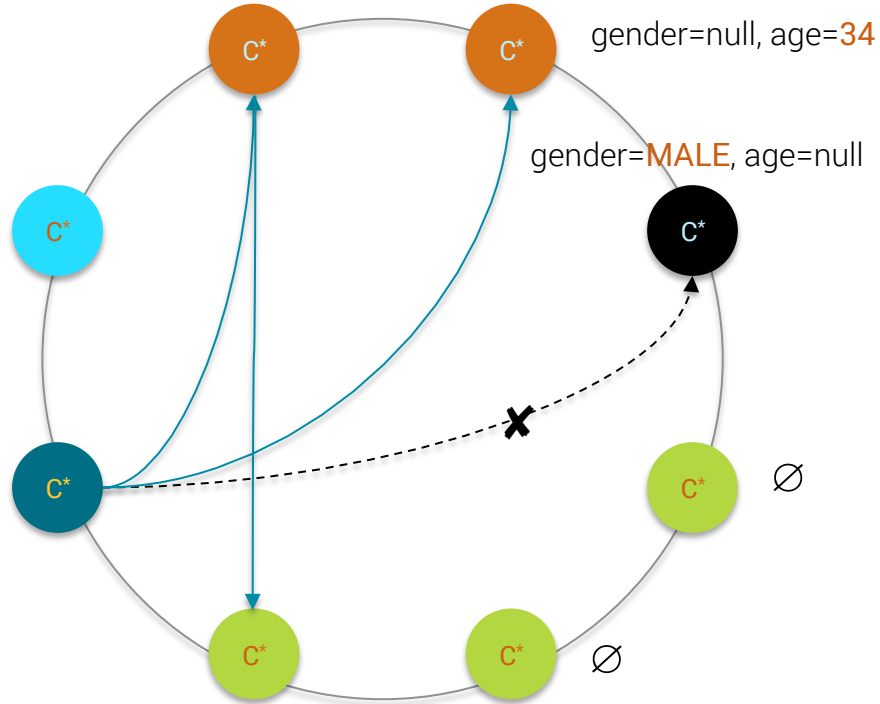 C* C* gender=null, age=34
gender=MALE, age=null
C* C*
C* C* ∅
C* C* ∅